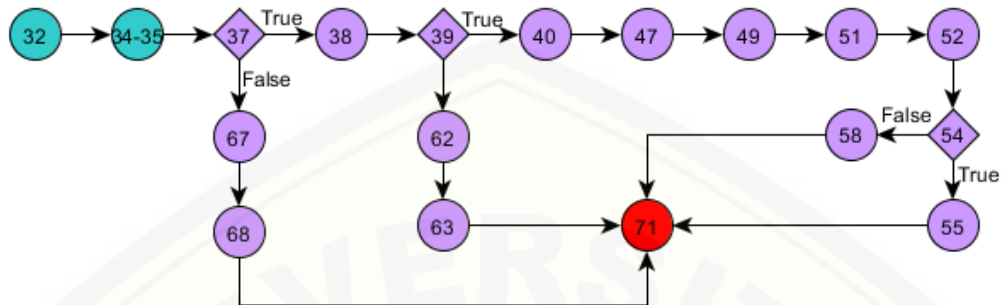 True True
32 34-35 37 38 39 40 47 49 51 52
False
67 62 58 False 54
True
68 63 71 55
VERSI